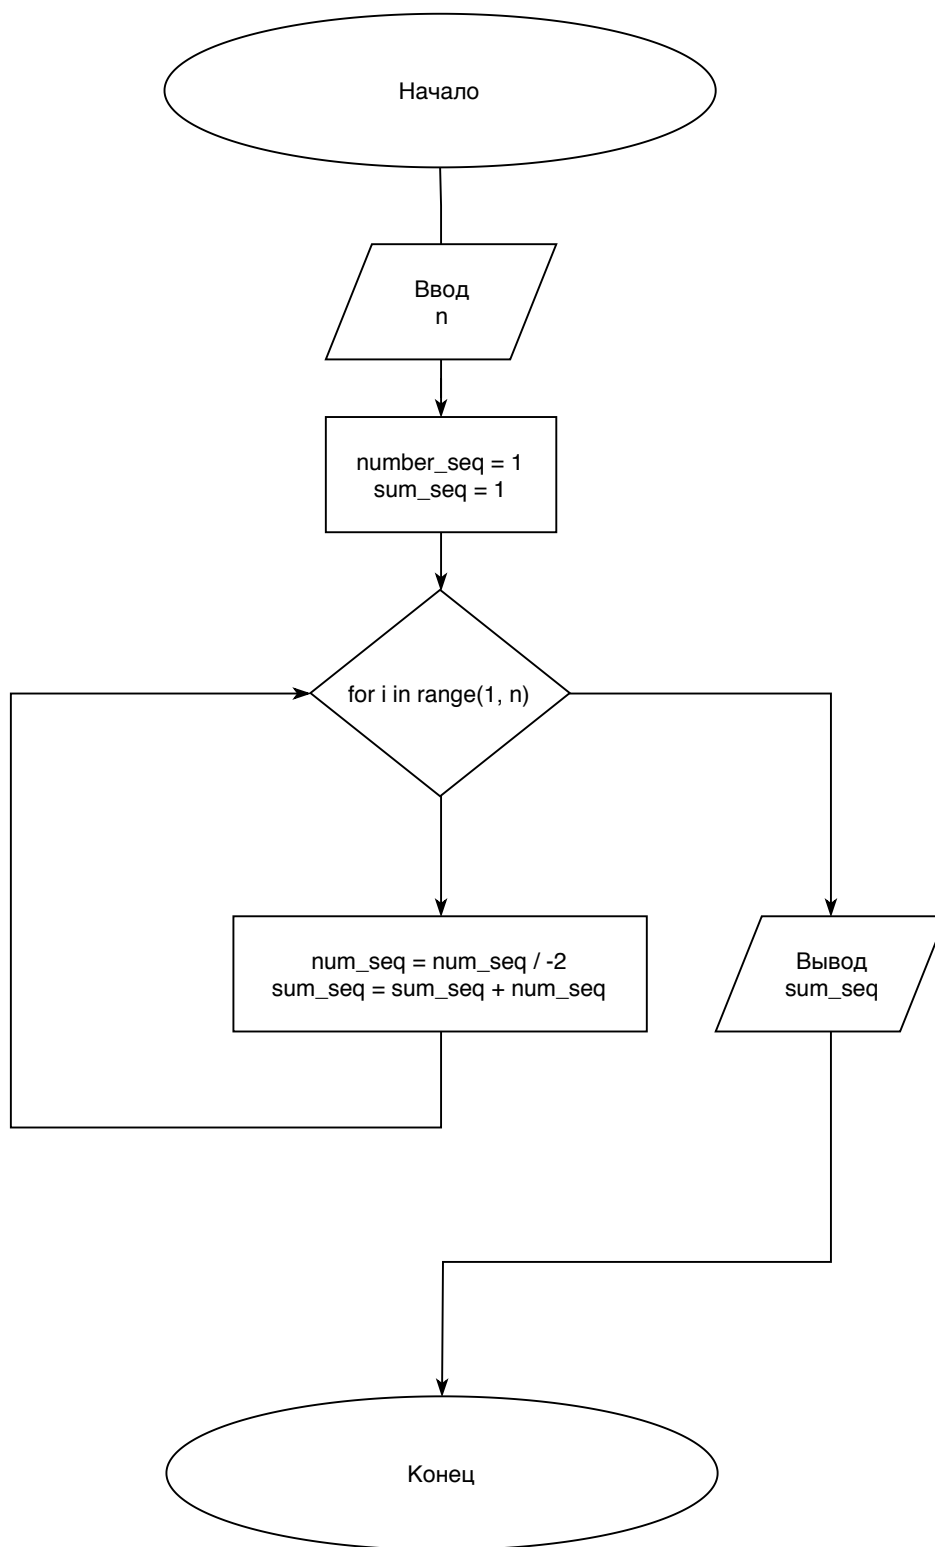 Начало
Ввод
n
number_seq = 1
sum_seq = 1
for i in range(1, n)
num_seq = num_seq / -2
sum_seq = sum_seq + num_seq
Вывод
sum_seq
Конец